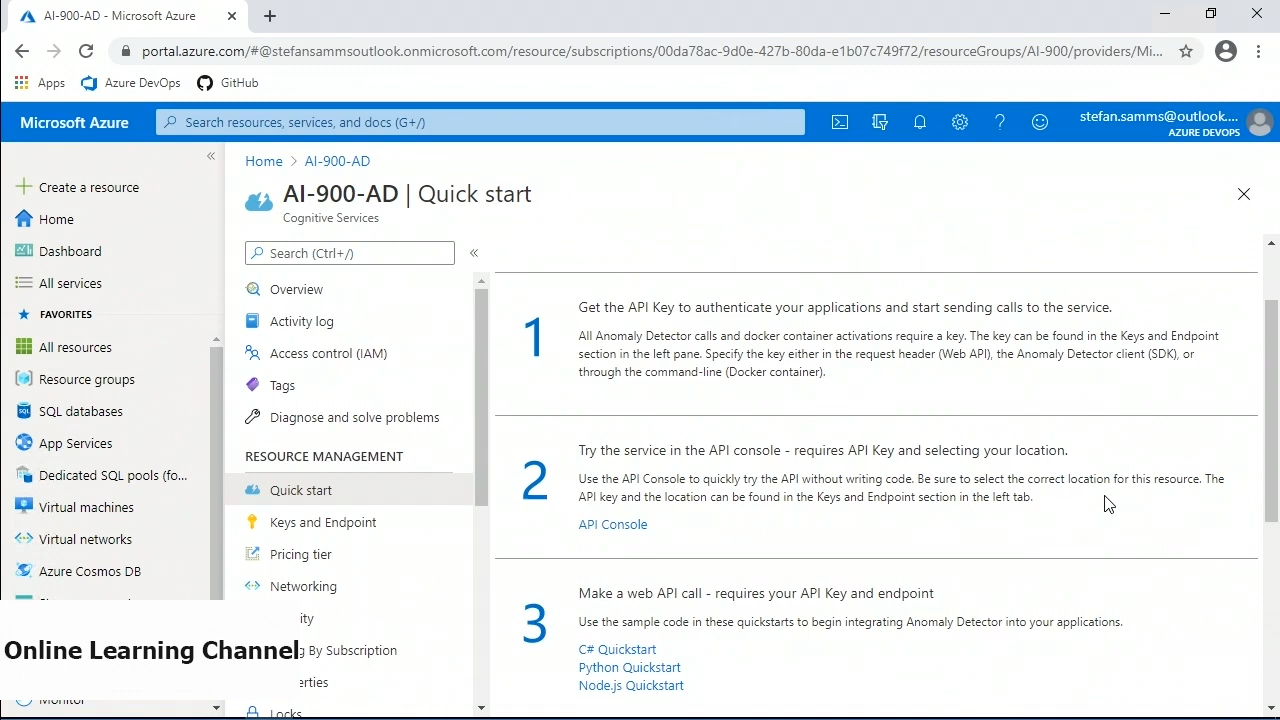 AI-900-AD - Microsoft Azure
portal.azure.com/#@stefansammsoutlook.onmicrosoft.com/resource/subscriptions/00da78ac-9d0e-427b-80da-e1b07c749f72/resourceGroups/AI-900/providers/Mi...
Apps
Azure DevOps
GitHub
Microsoft Azure
Search resources, services, and docs (G+/)
stefan.samms@outlook....
AZURE DEVOPS
Create a resource
Home
Dashboard
All services
FAVORITES
All resources
Resource groups
SQL databases
App Services
Dedicated SQL pools (fo...
Virtual machines
Virtual networks
Azure Cosmos DB
Monitor
Home > AI-900-AD
AI-900-AD | Quick start
Cognitive Services
Search (Ctrl+/)
Overview
Activity log
Access control (IAM)
Tags
Diagnose and solve problems
RESOURCE MANAGEMENT
Quick start
Keys and Endpoint
Pricing tier
Networking
ity
g By Subscription
erties
Locks
1
Get the API Key to authenticate your applications and start sending calls to the service.
All Anomaly Detector calls and docker container activations require a key. The key can be found in the Keys and Endpoint
section in the left pane. Specify the key either in the request header (Web API), the Anomaly Detector client (SDK), or
through the command-line (Docker container).
2
Try the service in the API console - requires API Key and selecting your location.
Use the API Console to quickly try the API without writing code. Be sure to select the correct location for this resource. The
API key and the location can be found in the Keys and Endpoint section in the left tab.
API Console
3
Make a web API call - requires your API Key and endpoint
Use the sample code in these quickstarts to begin integrating Anomaly Detector into your applications.
C# Quickstart
Python Quickstart
Node.js Quickstart
Online Learning Channel